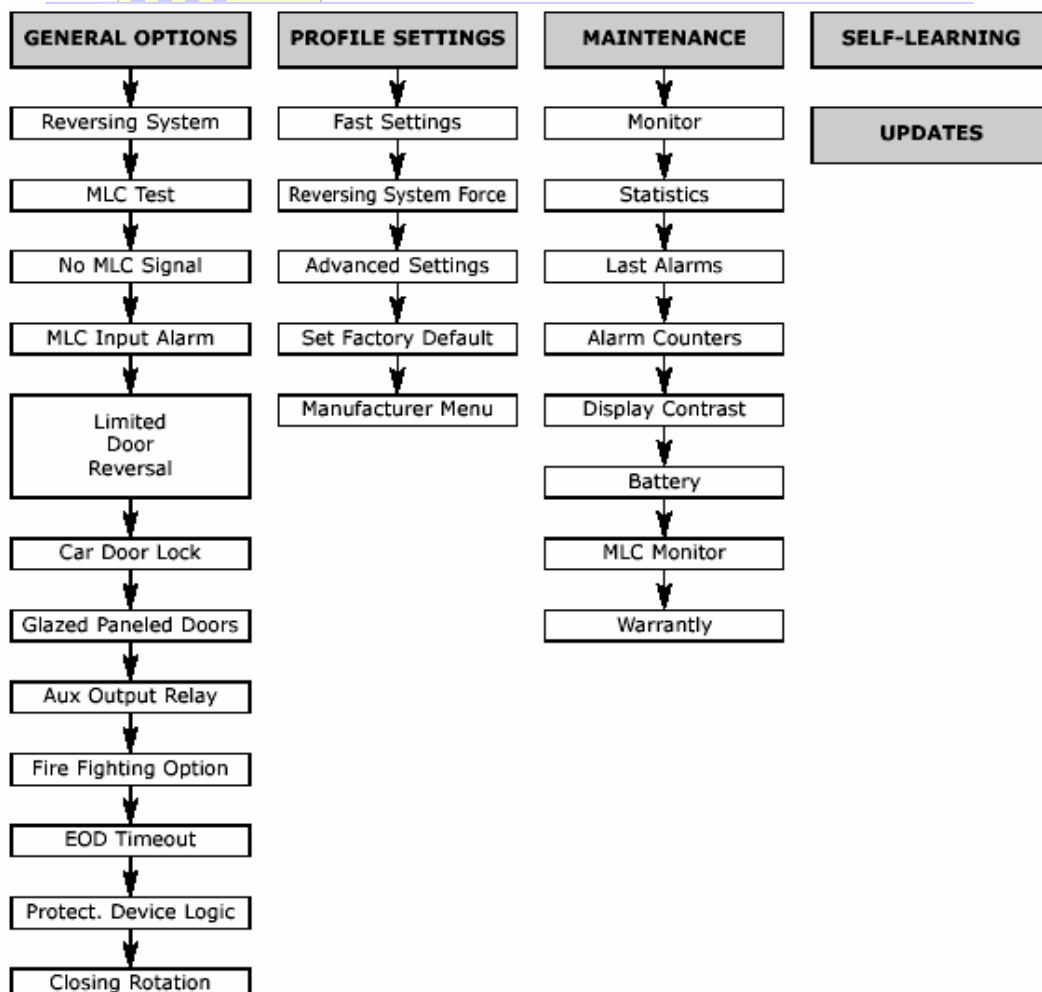 GENERAL OPTIONS
Reversing System
MLC Test
No MLC Signal
MLC Input Alarm
Limited
Door
Reversal
Car Door Lock
Glazed Paneled Doors
Aux Output Relay
Fire Fighting Option
EOD Timeout
Protect. Device Logic
Closing Rotation
PROFILE SETTINGS
Fast Settings
Reversing System Force
Advanced Settings
Set Factory Default
Manufacturer Menu
MAINTENANCE
Monitor
Statistics
Last Alarms
Alarm Counters
Display Contrast
Battery
MLC Monitor
Warrantly
SELF-LEARNING
UPDATES